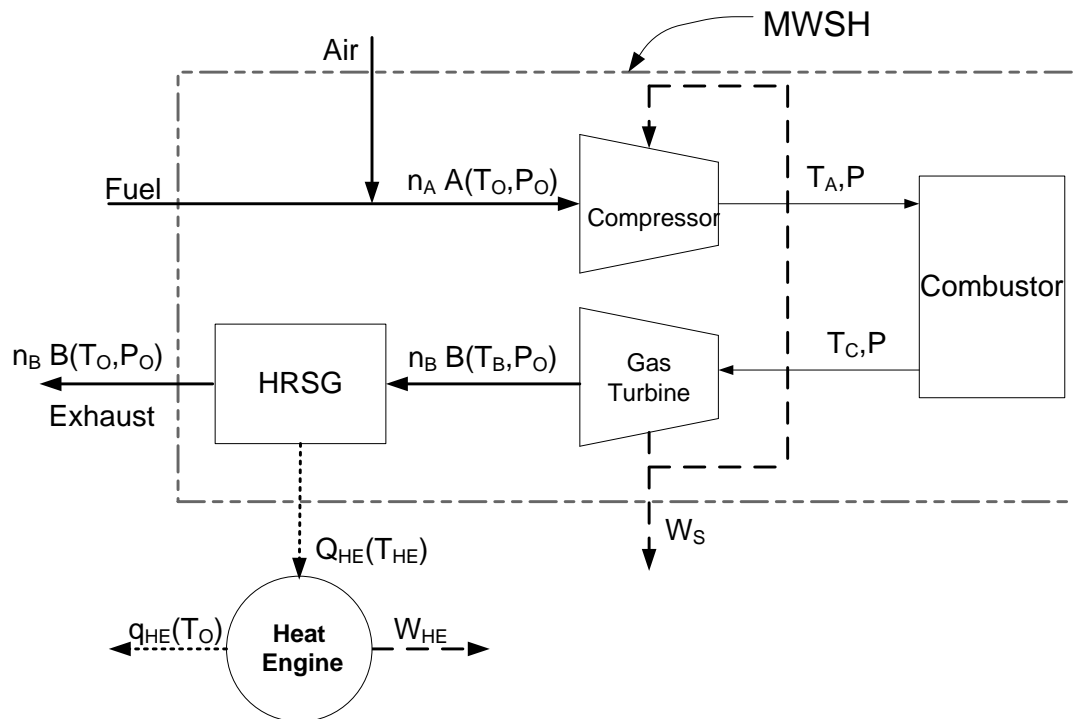 MWSH
Air
Fuel
n_A A(T_O,P_O)
Compressor
T_A,P
Combustor
n_B B(T_O,P_O)
Exhaust
HRSG
n_B B(T_B,P_O)
Gas
Turbine
T_C,P
W_S
Q_HE(T_HE)
q_HE(T_O)
Heat
Engine
W_HE